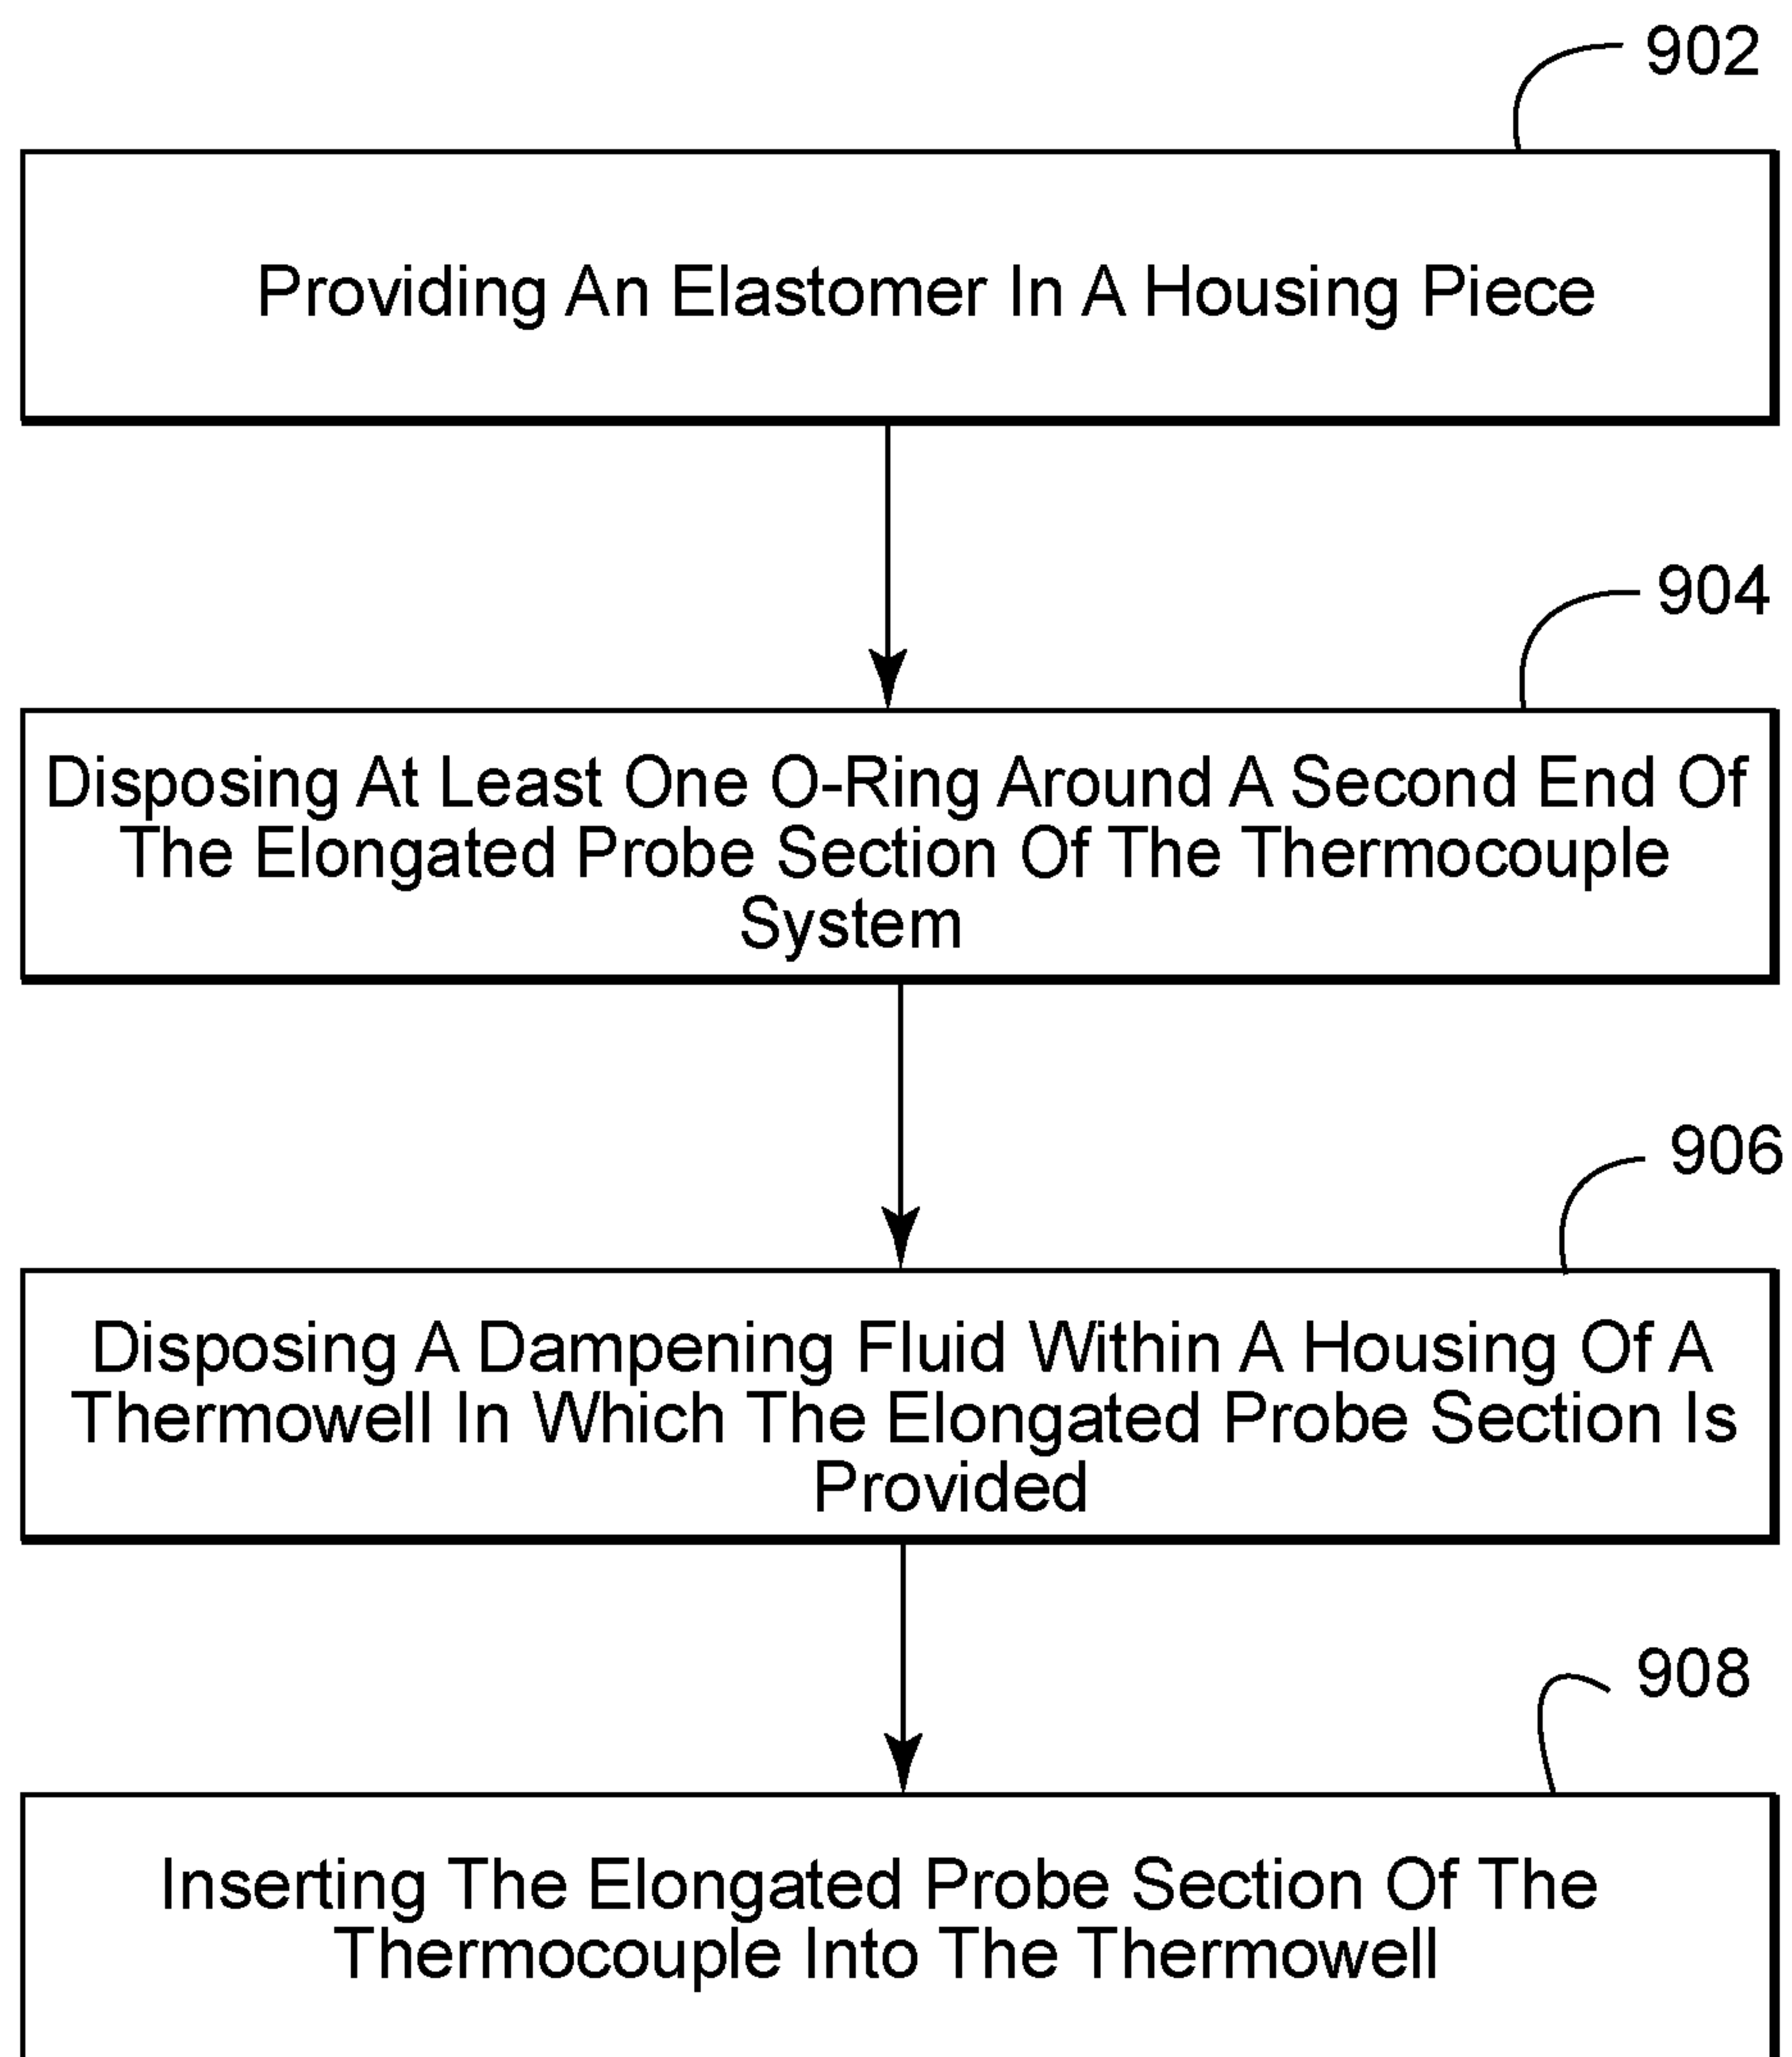 902
Providing An Elastomer In A Housing Piece
904
Disposing At Least One O-Ring Around A Second End Of
The Elongated Probe Section Of The Thermocouple
System
906
Disposing A Dampening Fluid Within A Housing Of A
Thermowell In Which The Elongated Probe Section Is
Provided
908
Inserting The Elongated Probe Section Of The
Thermocouple Into The Thermowell